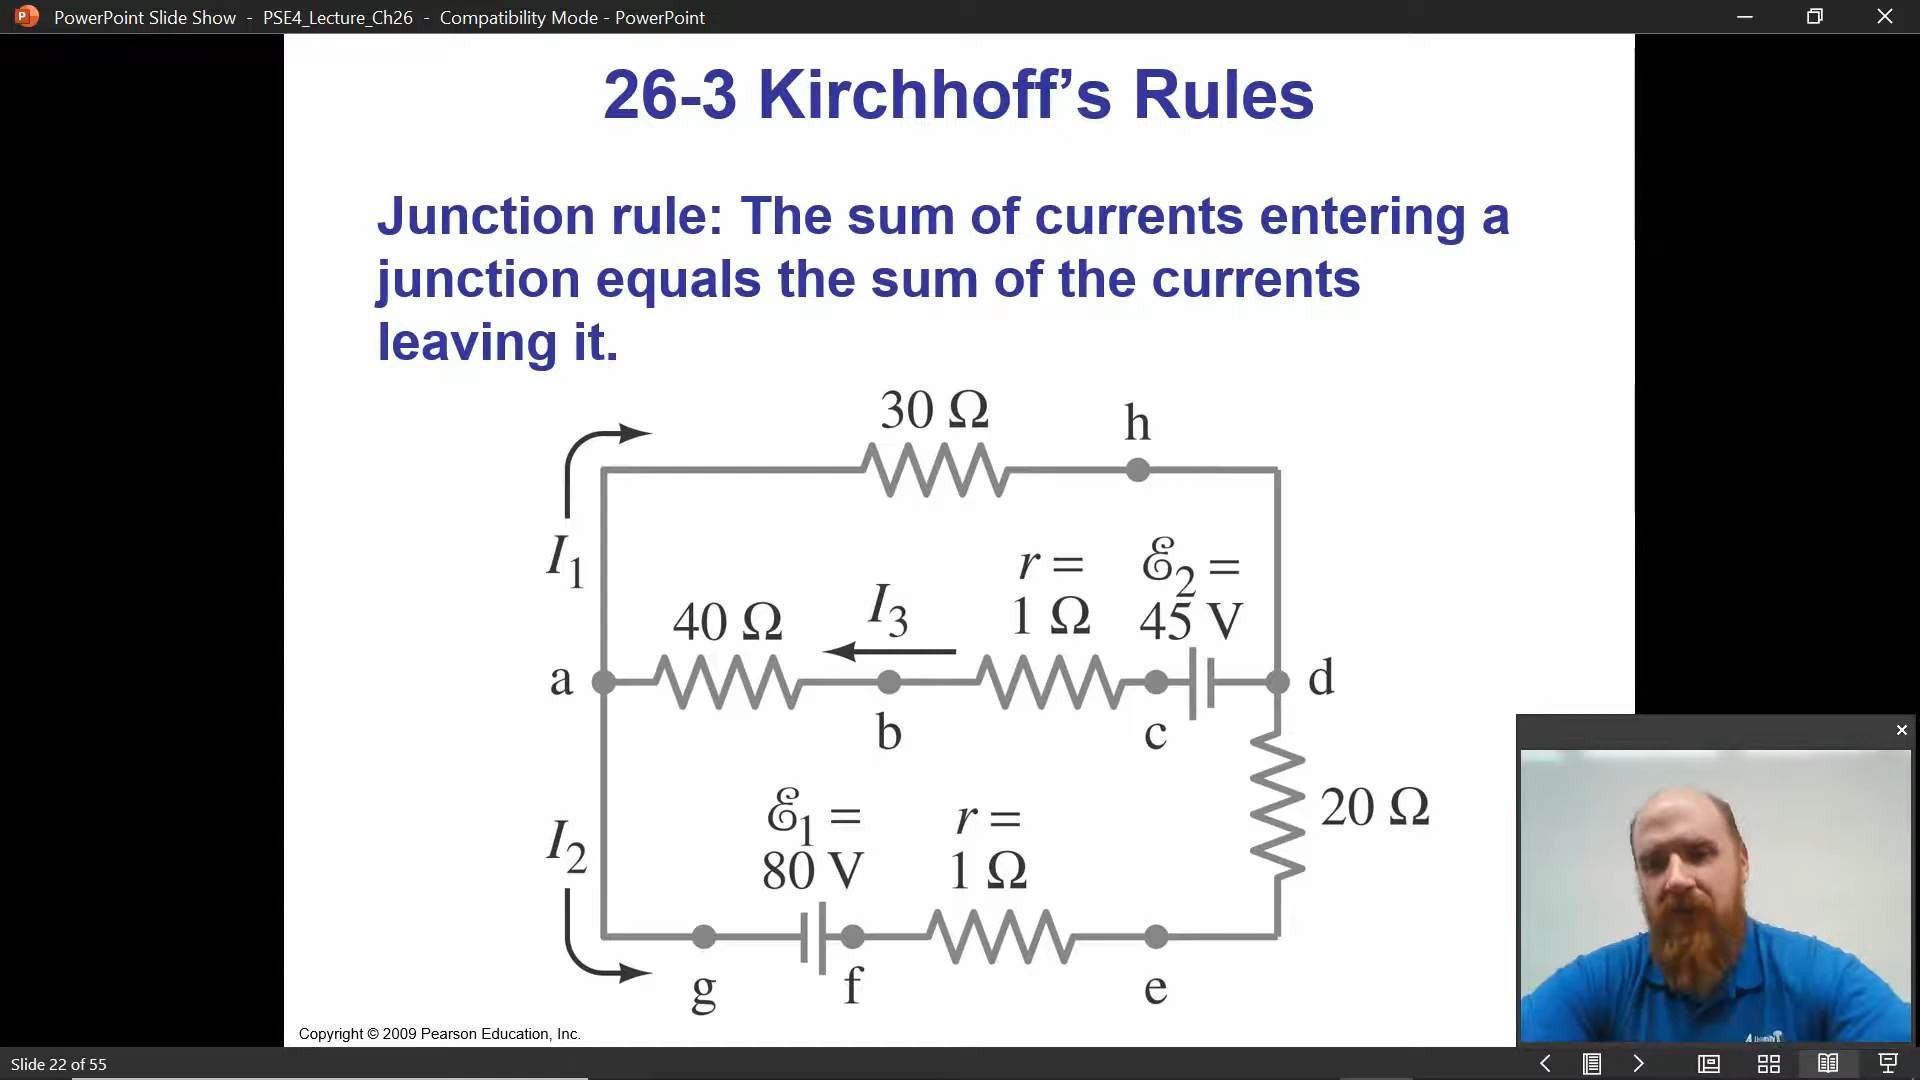 PowerPoint Slide Show - PSE4_Lecture_Ch26 - Compatibility Mode - PowerPoint
26-3 Kirchhoff’s Rules
Junction rule: The sum of currents entering a
junction equals the sum of the currents
leaving it.
30 Ω
h
I₁
r =
1 Ω
ℰ₂ =
45 V
40 Ω
I₃
a
b
c
d
I₂
ℰ₁ =
80 V
r =
1 Ω
20 Ω
g
f
e
Copyright © 2009 Pearson Education, Inc.
Slide 22 of 55